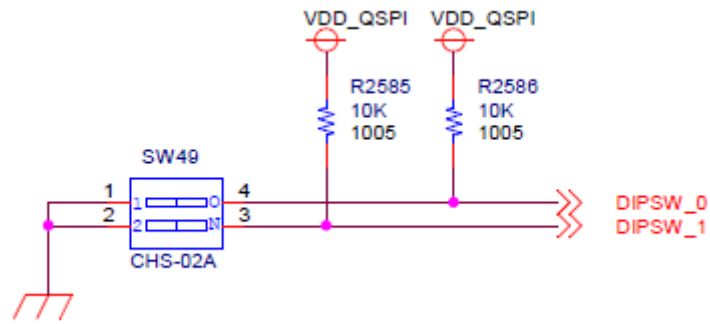 VDD_QSPI VDD_QSPI
R2585 R2586
10K 10K
1005 1005
SW49
1 1 O 4 DIPSW_0
2 2 N 3 DIPSW_1
CHS-02A